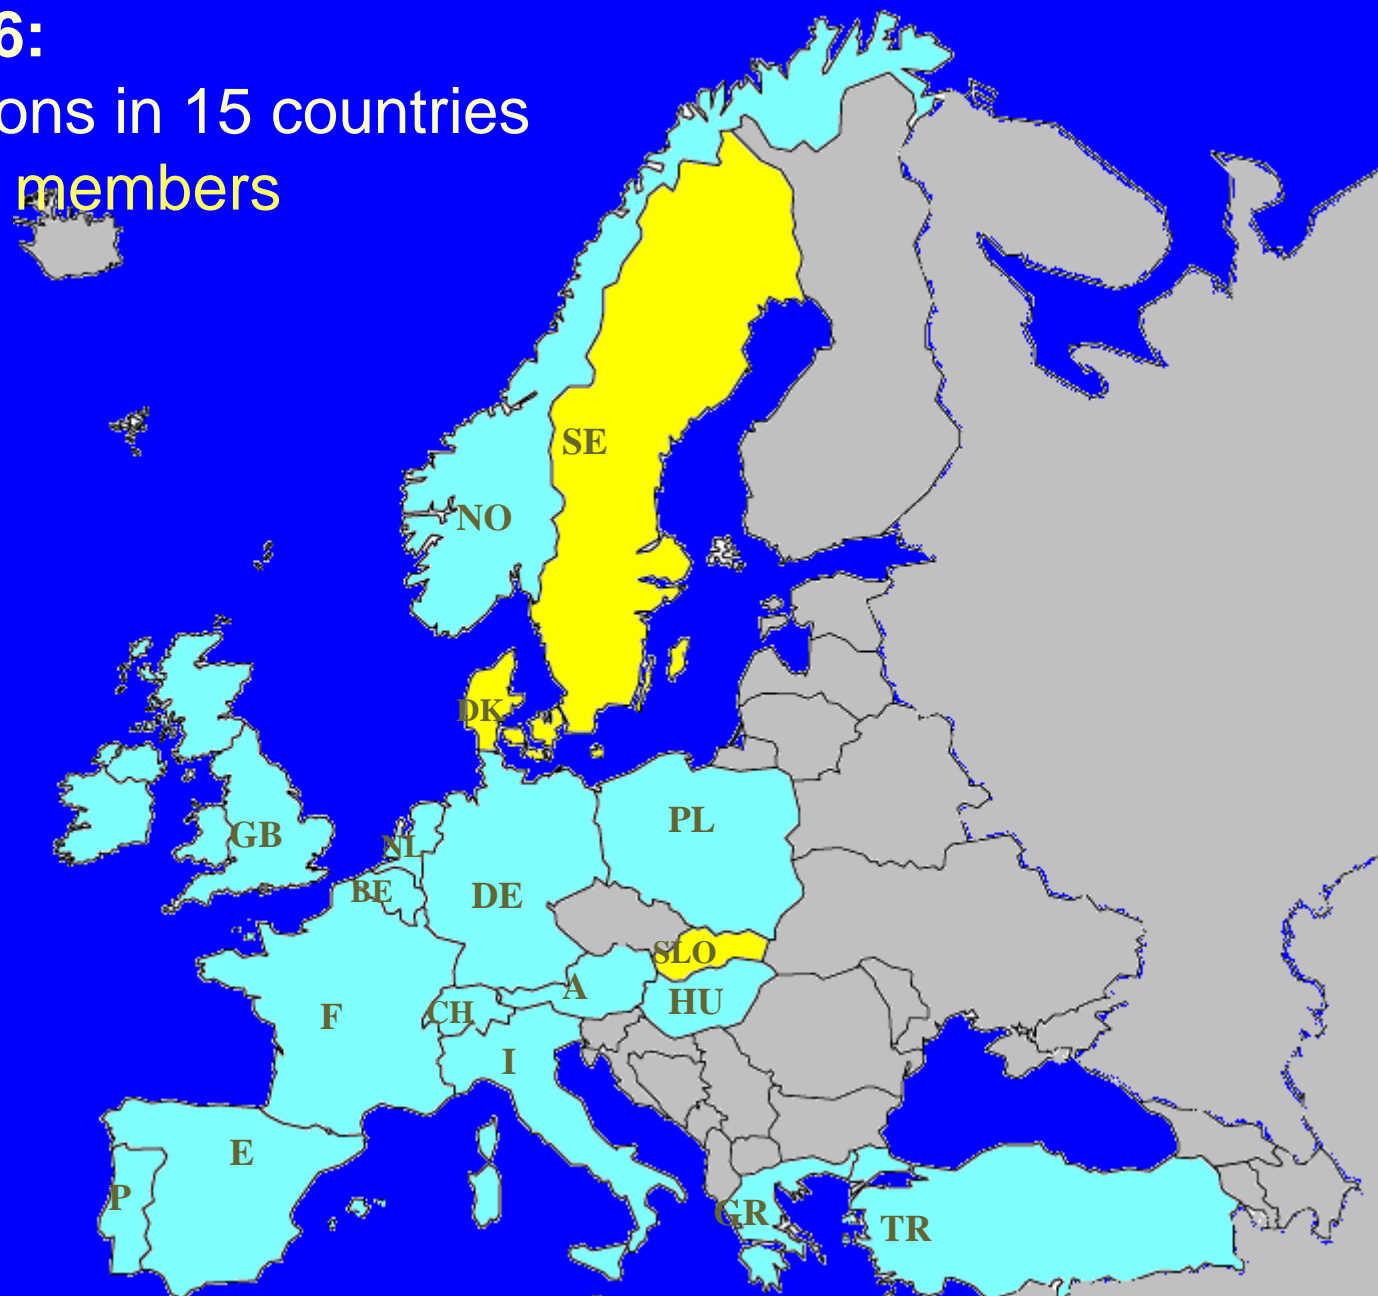 6:
ons in 15 countries
members
SE
NO
DK
PL
GB
NL
BE
DE
SLO
A
HU
CH
F
I
E
P
GR
TR